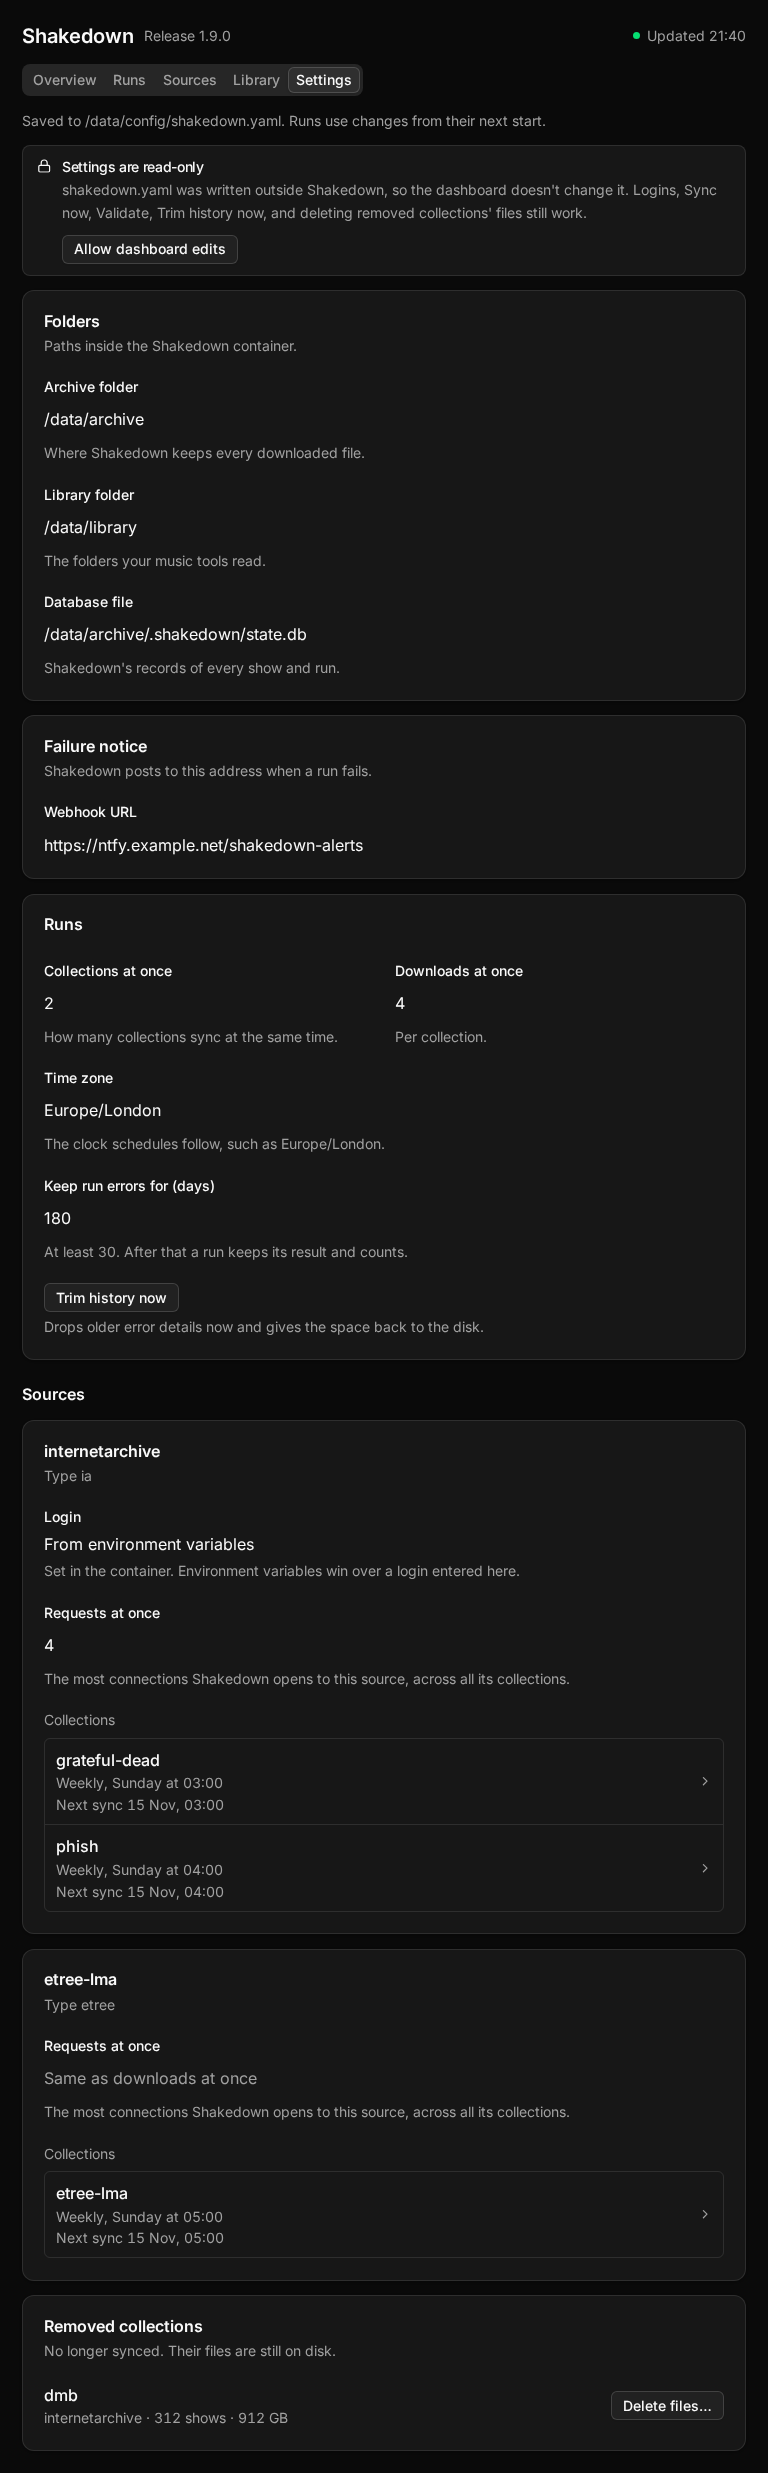 Shakedown Release 1.9.0
Updated 21:40
Overview Runs Sources Library Settings
Saved to /data/config/shakedown.yaml. Runs use changes from their next start.
Settings are read-only
shakedown.yaml was written outside Shakedown, so the dashboard doesn't change it. Logins, Sync
now, Validate, Trim history now, and deleting removed collections' files still work.
Allow dashboard edits
Folders
Paths inside the Shakedown container.
Archive folder
/data/archive
Where Shakedown keeps every downloaded file.
Library folder
/data/library
The folders your music tools read.
Database file
/data/archive/.shakedown/state.db
Shakedown's records of every show and run.
Failure notice
Shakedown posts to this address when a run fails.
Webhook URL
https://ntfy.example.net/shakedown-alerts
Runs
Collections at once
2
How many collections sync at the same time.
Downloads at once
4
Per collection.
Time zone
Europe/London
The clock schedules follow, such as Europe/London.
Keep run errors for (days)
180
At least 30. After that a run keeps its result and counts.
Trim history now
Drops older error details now and gives the space back to the disk.
Sources
internetarchive
Type ia
Login
From environment variables
Set in the container. Environment variables win over a login entered here.
Requests at once
4
The most connections Shakedown opens to this source, across all its collections.
Collections
grateful-dead
Weekly, Sunday at 03:00
Next sync 15 Nov, 03:00
phish
Weekly, Sunday at 04:00
Next sync 15 Nov, 04:00
etree-lma
Type etree
Requests at once
Same as downloads at once
The most connections Shakedown opens to this source, across all its collections.
Collections
etree-lma
Weekly, Sunday at 05:00
Next sync 15 Nov, 05:00
Removed collections
No longer synced. Their files are still on disk.
dmb
internetarchive · 312 shows · 912 GB
Delete files...